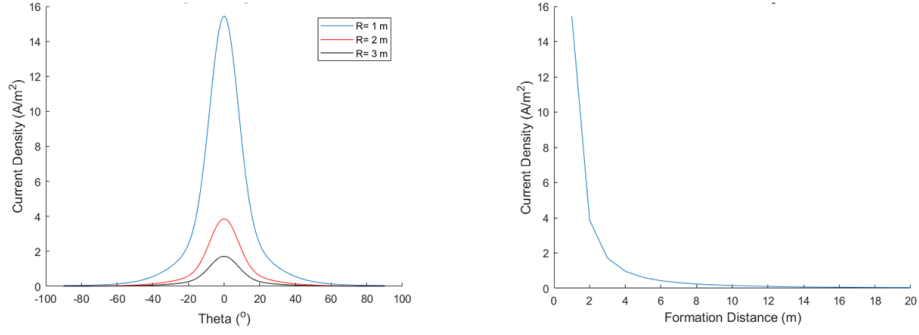 16
14
12
10
8
6
4
2
0
Current Density (A/m²)
-100 -80 -60 -40 -20 0 20 40 60 80 100
Theta (°)
R= 1 m
R= 2 m
R= 3 m
16
14
12
10
8
6
4
2
0
Current Density (A/m²)
0 2 4 6 8 10 12 14 16 18 20
Formation Distance (m)